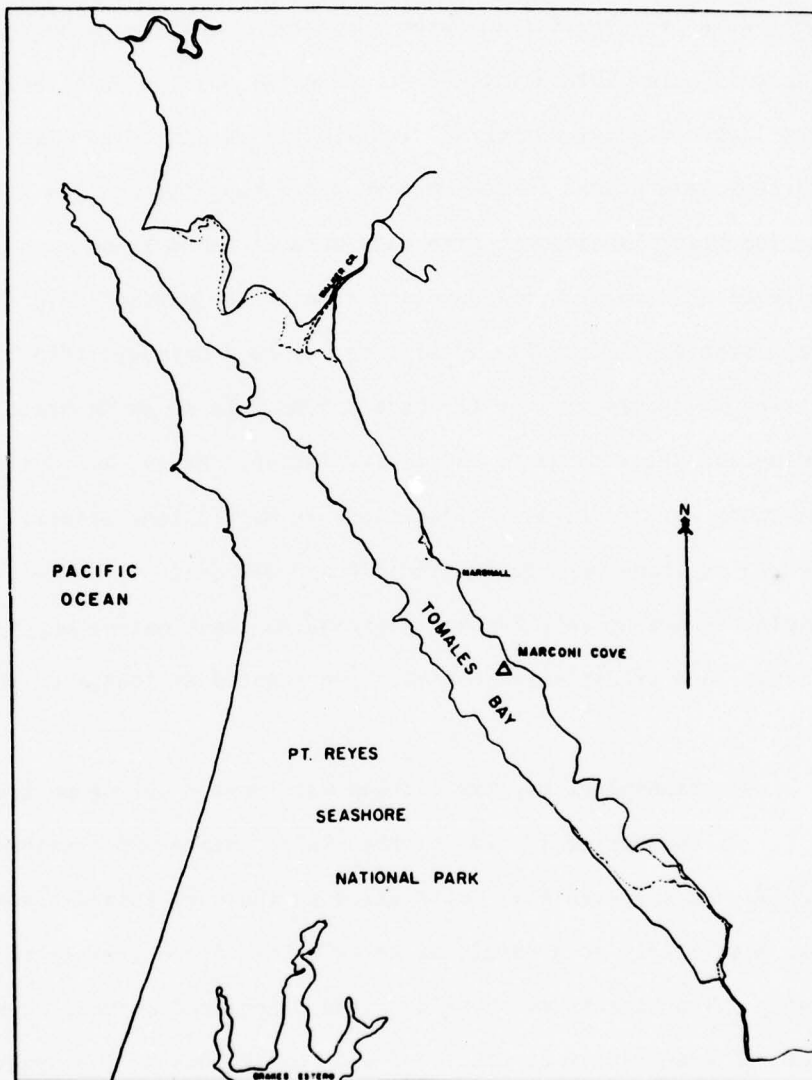 WALKER CR.
N
MARSHALL
PACIFIC
OCEAN
TOMALES
BAY
MARCONI COVE
PT. REYES
SEASHORE
NATIONAL PARK
DRAKES ESTERO